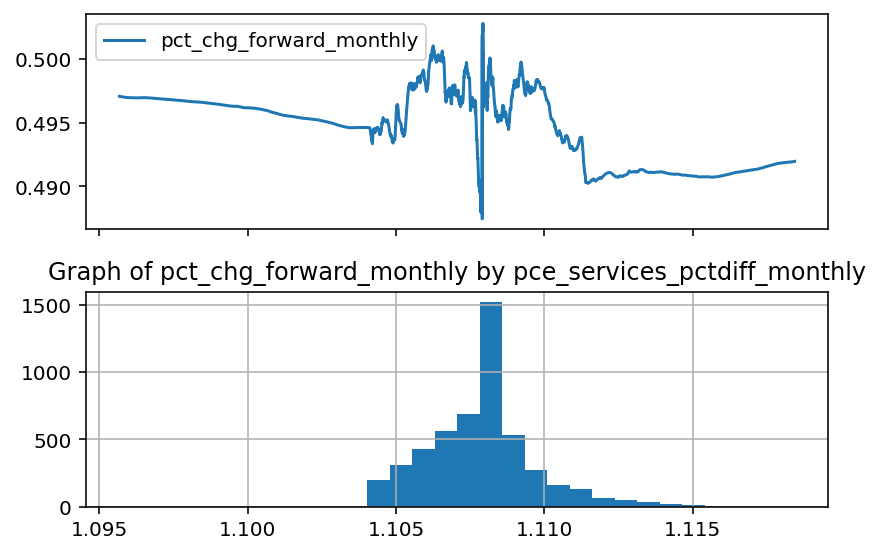 pct_chg_forward_monthly
0.500
0.495
0.490
Graph of pct_chg_forward_monthly by pce_services_pctdiff_monthly
1500
1000
500
0
1.095 1.100 1.105 1.110 1.115